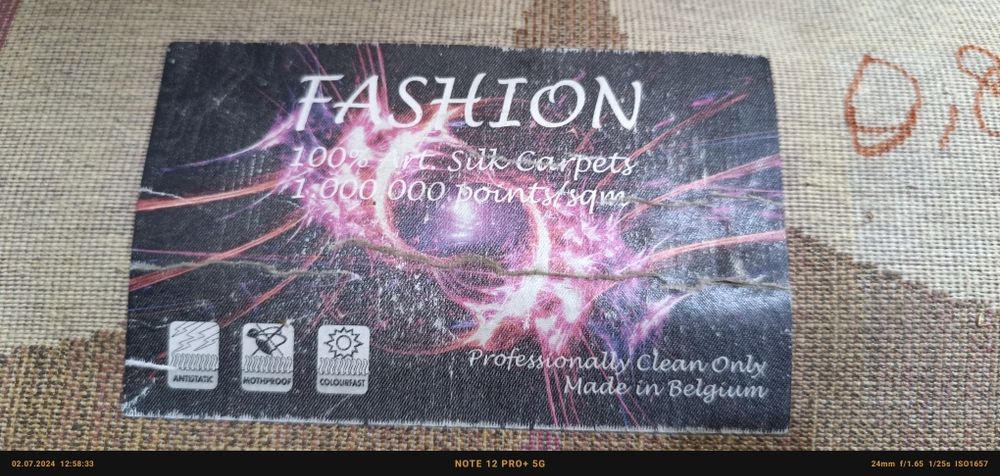 FASHION
100% Art Silk Carpets
1.000.000 points/sqm
ANTISTATIC
MOTHPROOF
COLOURFAST
Professionally Clean Only
Made in Belgium
02.07.2024 12:58:33
NOTE 12 PRO+ 5G
24mm f/1.65 1/25s ISO1657